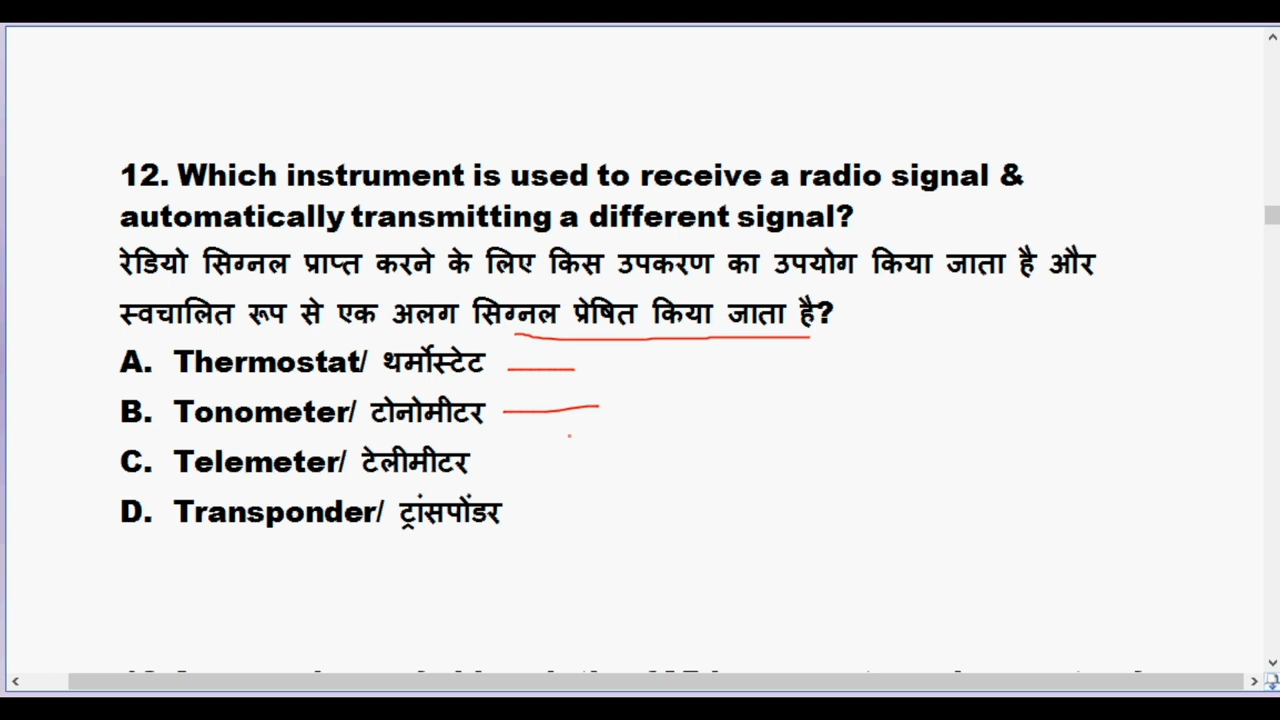 12. Which instrument is used to receive a radio signal &
automatically transmitting a different signal?
रेडियो सिग्नल प्राप्त करने के लिए किस उपकरण का उपयोग किया जाता है और
स्वचालित रूप से एक अलग सिग्नल प्रेषित किया जाता है?
A. Thermostat/ थर्मोस्टेट
B. Tonometer/ टोनोमीटर
C. Telemeter/ टेलीमीटर
D. Transponder/ ट्रांसपोंडर